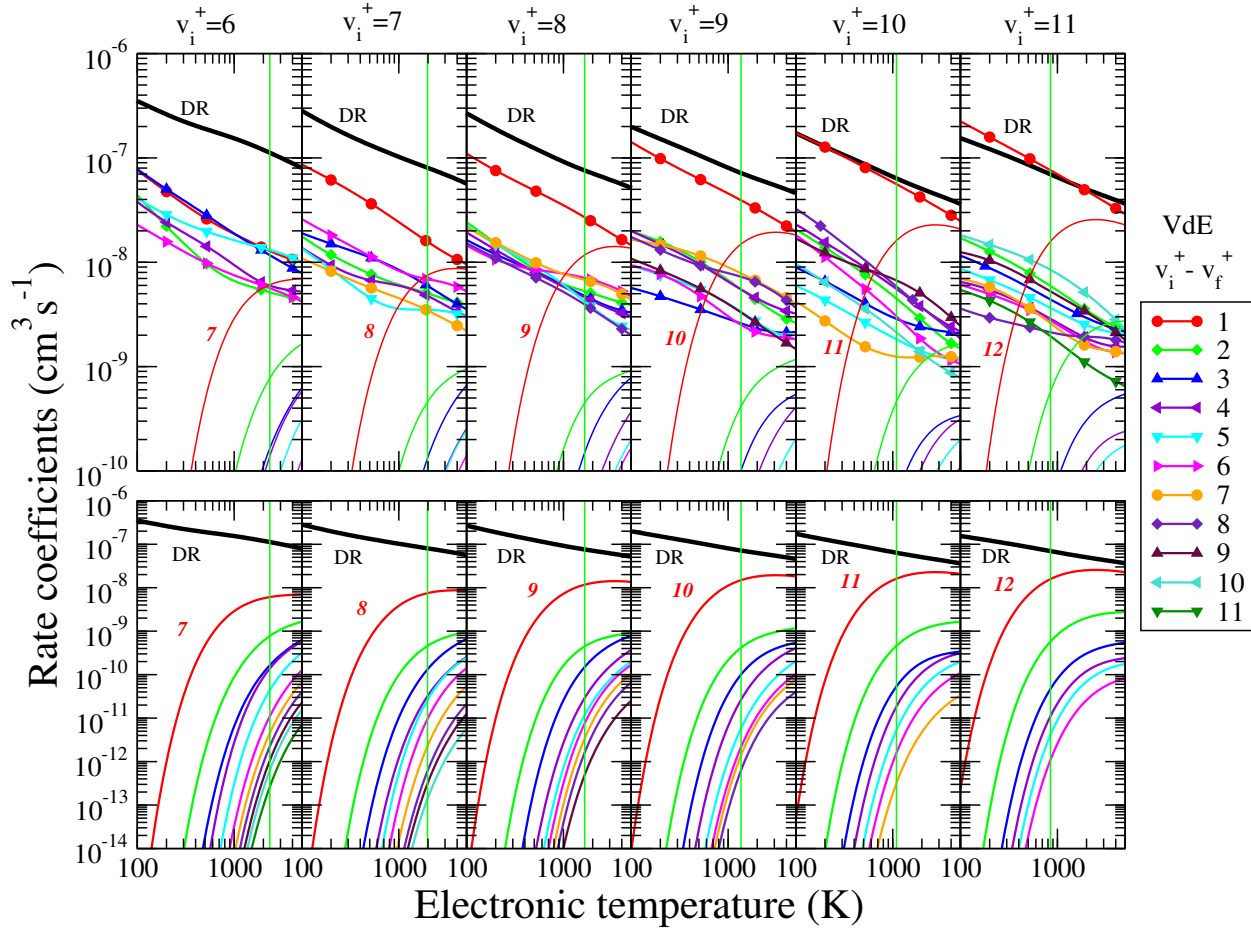 v_i^+=6 v_i^+=7 v_i^+=8 v_i^+=9 v_i^+=10 v_i^+=11
10^-6
10^-7
10^-8
10^-9
10^-10
DR DR DR DR DR DR
7 8 9 10 11 12
10^-6
10^-7
10^-8
10^-9
10^-10
10^-11
10^-12
10^-13
10^-14
DR DR DR DR DR DR
7 8 9 10 11 12
100 1000 100 1000 100 1000 100 1000 100 1000 100 1000
Electronic temperature (K)
Rate coefficients (cm^3 s^-1)
VdE
v_i^+ - v_f^+
1
2
3
4
5
6
7
8
9
10
11